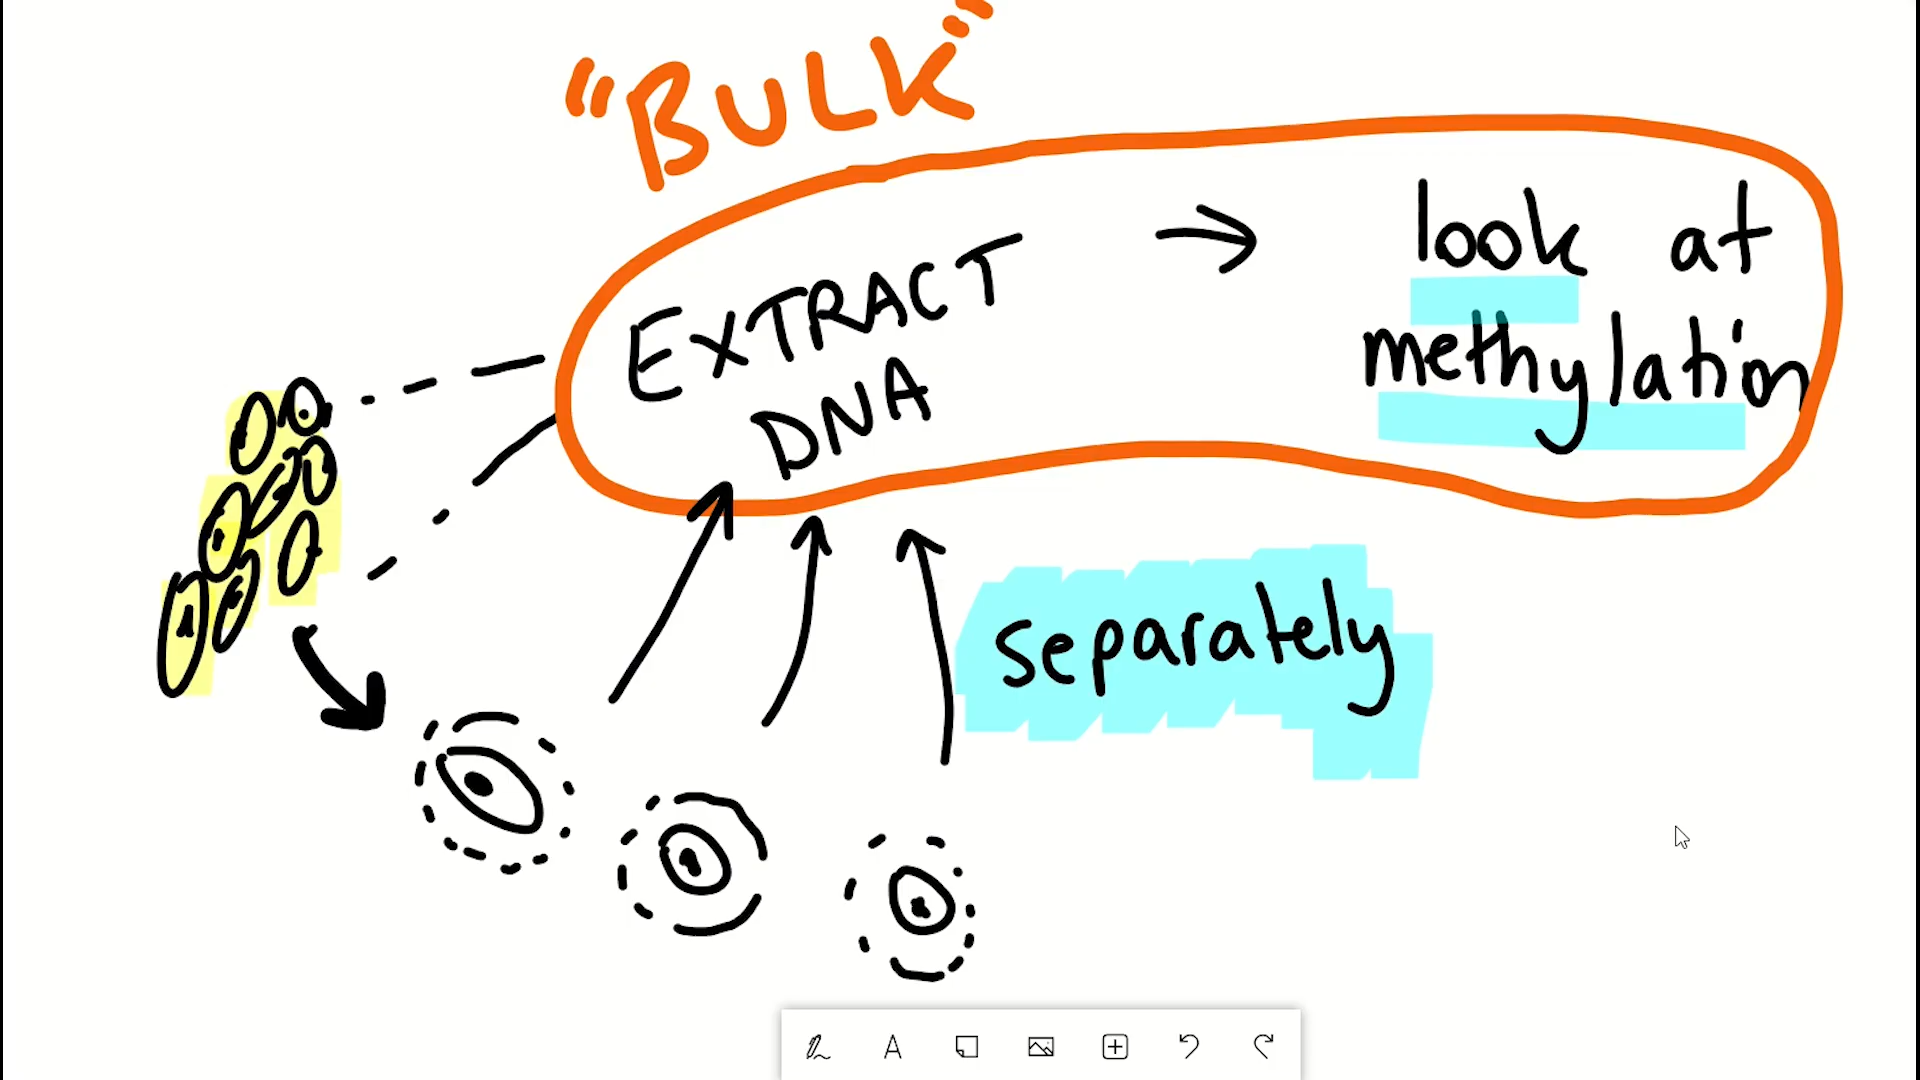 "BULK"
EXTRACT
DNA
→
look at
methylation
separately
A